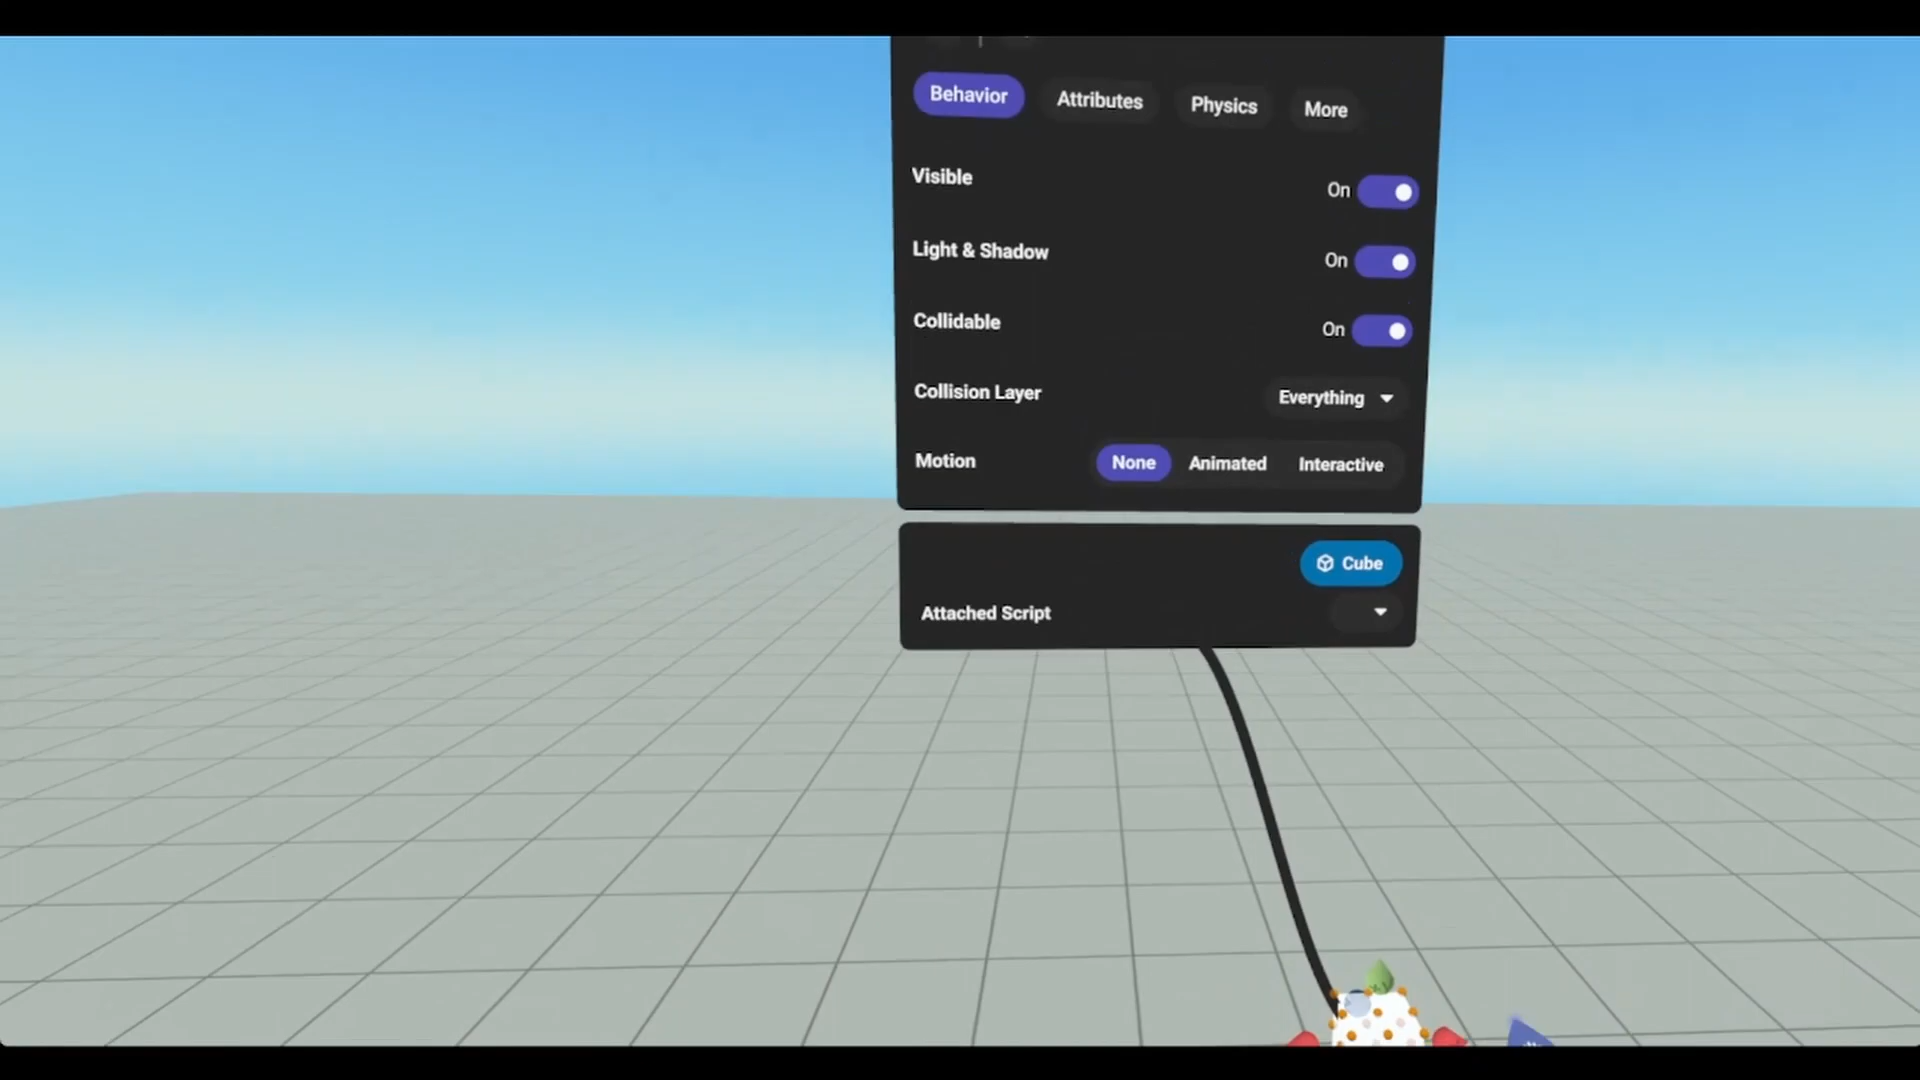 Behavior Attributes Physics More
Visible On
Light & Shadow On
Collidable On
Collision Layer Everything
Motion None Animated Interactive
Cube
Attached Script